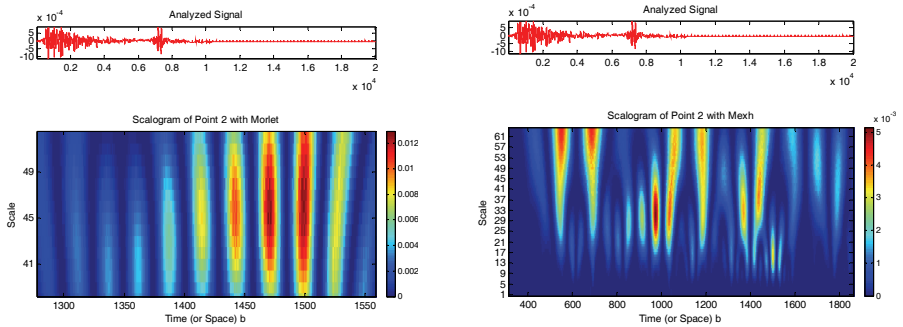 Analyzed Signal
x 10^-4
5
0
-5
-10
0.2 0.4 0.6 0.8 1 1.2 1.4 1.6 1.8 2
x 10^4
Scalogram of Point 2 with Morlet
Scale
49
45
41
1300 1350 1400 1450 1500 1550
Time (or Space) b
0.012
0.01
0.008
0.006
0.004
0.002
0
Analyzed Signal
x 10^-4
5
0
-5
-10
0.2 0.4 0.6 0.8 1 1.2 1.4 1.6 1.8 2
x 10^4
Scalogram of Point 2 with Mexh
x 10^-3
Scale
61
57
53
49
45
41
37
33
29
25
21
17
13
9
5
1
400 600 800 1000 1200 1400 1600 1800
Time (or Space) b
5
4
3
2
1
0